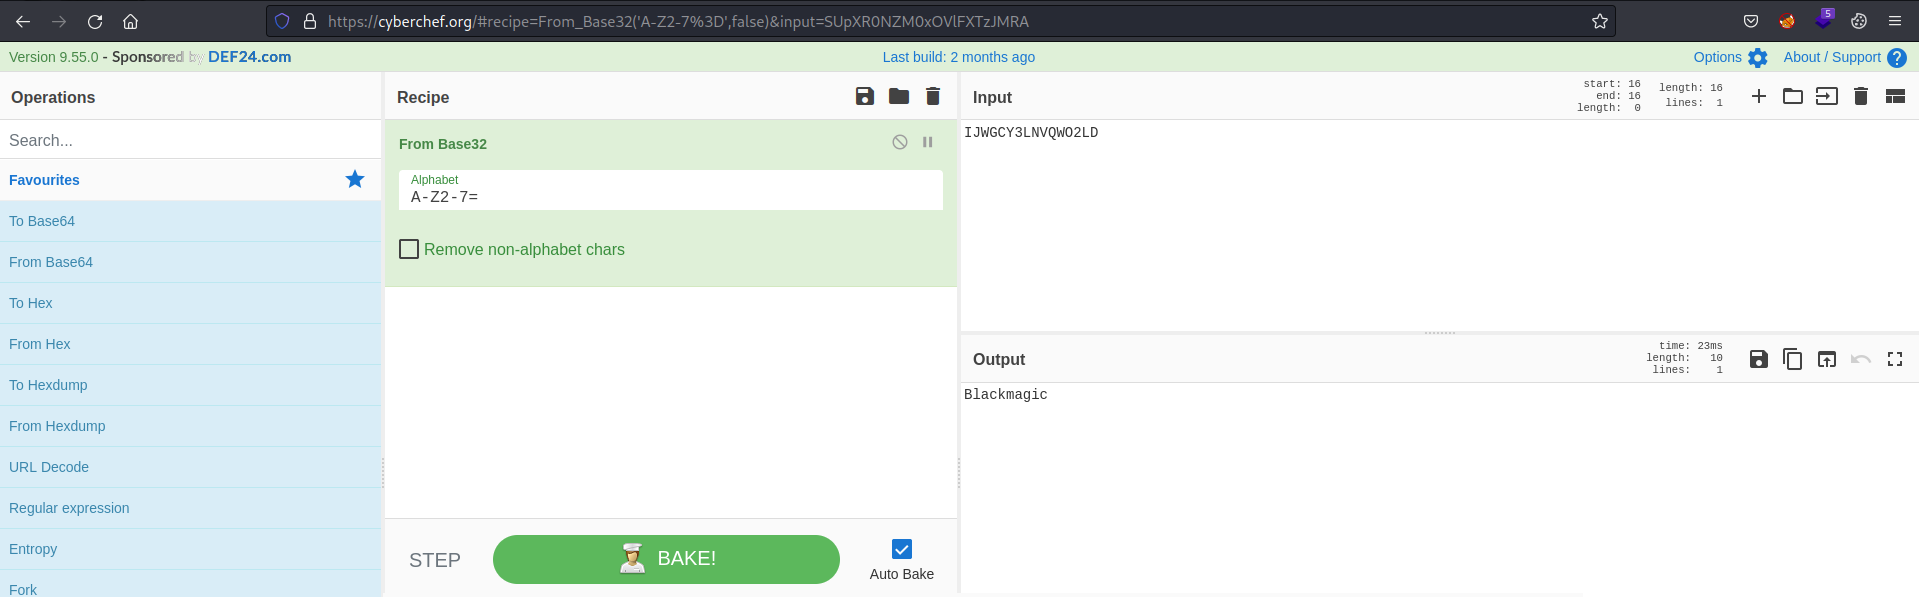 https://cyberchef.org/#recipe=From_Base32('A-Z2-7%3D',false)&input=SUpXR0NZM0xOVlFXTzJMRA
5
Version 9.55.0 - Sponsored by DEF24.com
Last build: 2 months ago
Options
About / Support
Operations
Search...
Favourites
To Base64
From Base64
To Hex
From Hex
To Hexdump
From Hexdump
URL Decode
Regular expression
Entropy
Fork
Recipe
From Base32
Alphabet
A-Z2-7=
Remove non-alphabet chars
STEP
BAKE!
Auto Bake
Input
start: 16
end: 16
length: 0
length: 16
lines: 1
IJWGCY3LNVQWO2LD
Output
time: 23ms
length: 10
lines: 1
Blackmagic